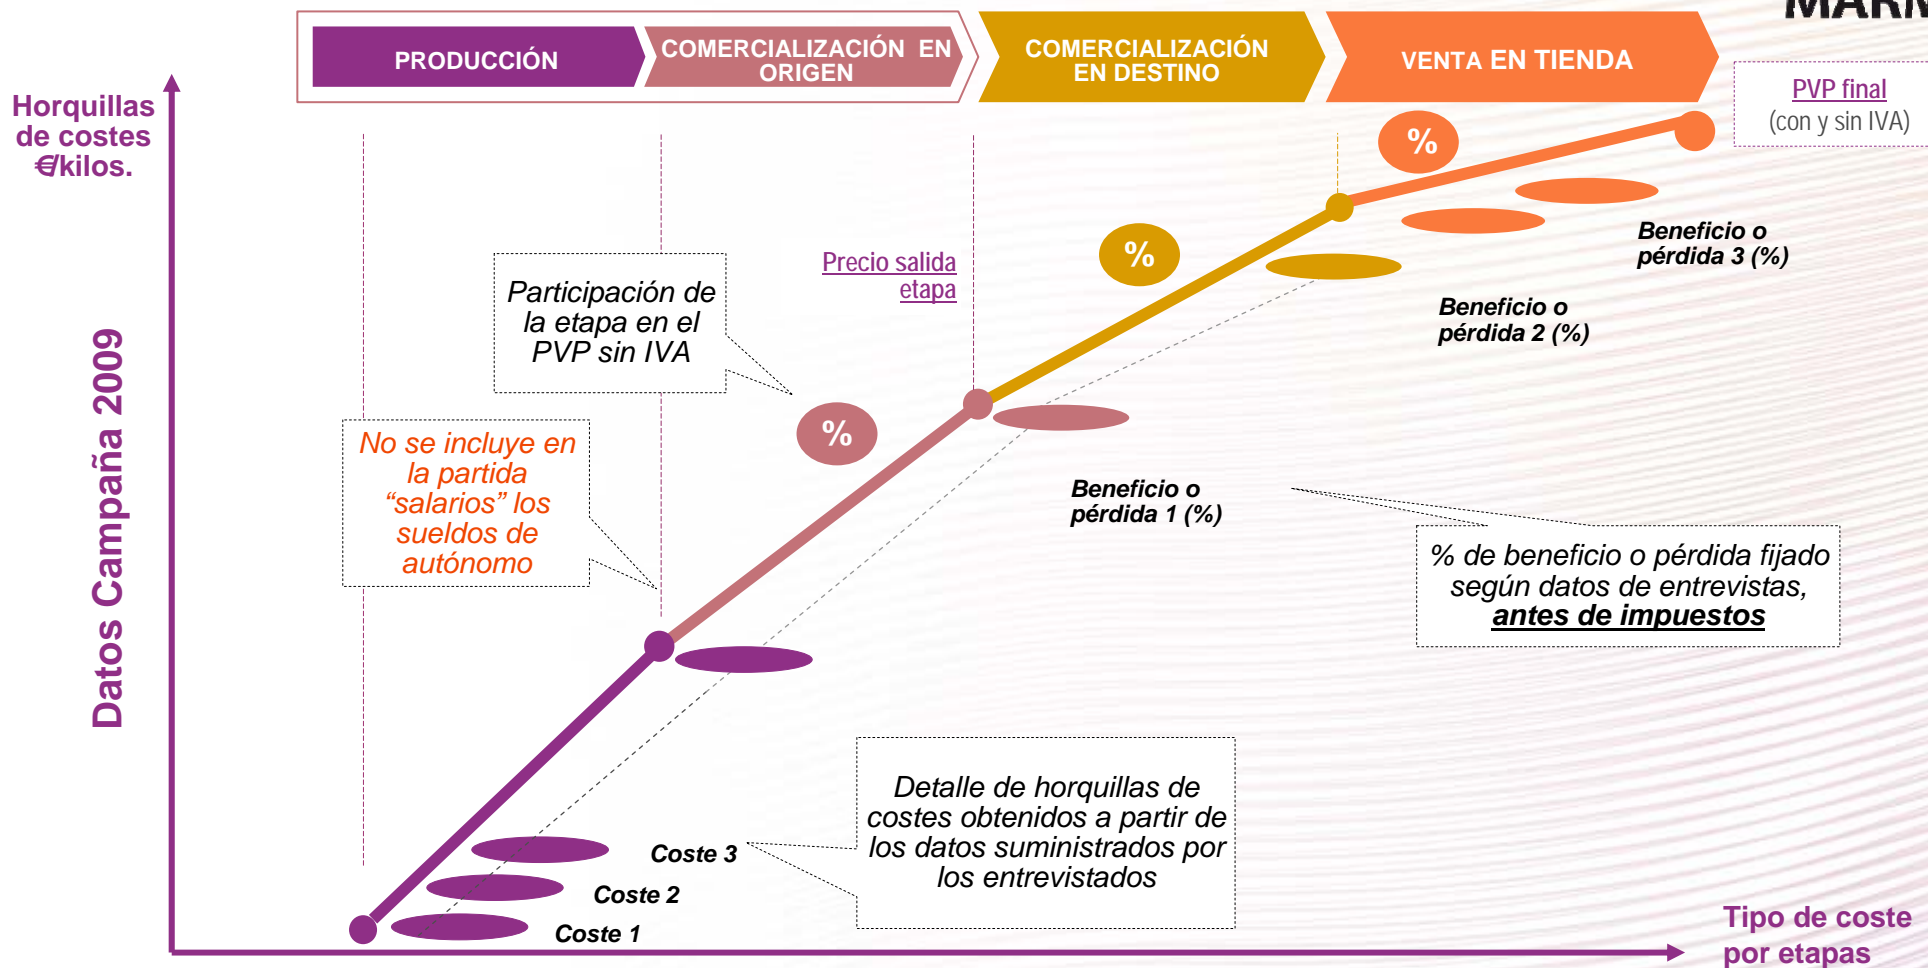 PRODUCCIÓN
COMERCIALIZACIÓN EN
ORIGEN
COMERCIALIZACIÓN
EN DESTINO
VENTA EN TIENDA
PVP final
(con y sin IVA)
Horquillas
de costes
€/kilos.
Datos Campaña 2009
%
%
%
Precio salida
etapa
Participación de
la etapa en el
PVP sin IVA
No se incluye en
la partida
“salarios” los
sueldos de
autónomo
Beneficio o
pérdida 3 (%)
Beneficio o
pérdida 2 (%)
Beneficio o
pérdida 1 (%)
% de beneficio o pérdida fijado
según datos de entrevistas,
antes de impuestos
Detalle de horquillas de
costes obtenidos a partir de
los datos suministrados por
los entrevistados
Coste 3
Coste 2
Coste 1
Tipo de coste
por etapas